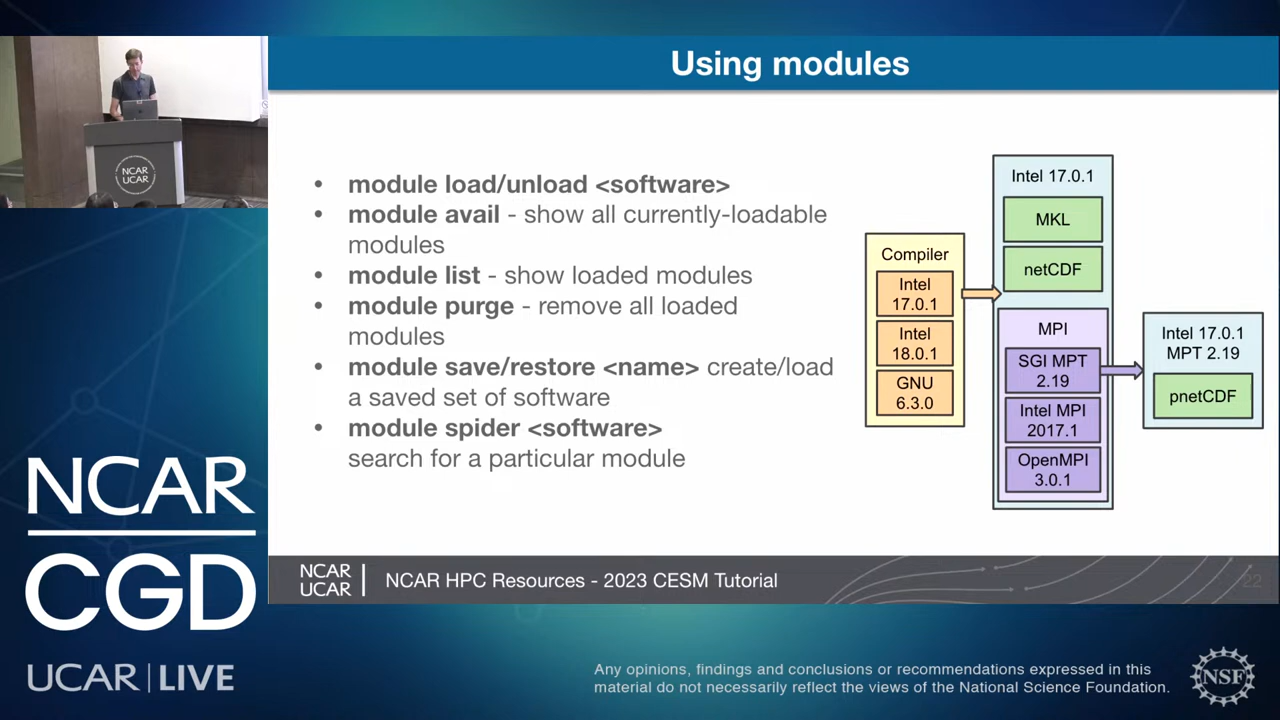 Using modules
NCAR
UCAR
• module load/unload <software>
• module avail - show all currently-loadable
modules
• module list - show loaded modules
• module purge - remove all loaded
modules
• module save/restore <name> create/load
a saved set of software
• module spider <software>
search for a particular module
Compiler
Intel
17.0.1
Intel
18.0.1
GNU
6.3.0
Intel 17.0.1
MKL
netCDF
MPI
SGI MPT
2.19
Intel MPI
2017.1
OpenMPI
3.0.1
Intel 17.0.1
MPT 2.19
pnetCDF
NCAR
UCAR
NCAR HPC Resources - 2023 CESM Tutorial
22
NCAR
CGD
UCAR | LIVE
Any opinions, findings and conclusions or recommendations expressed in this
material do not necessarily reflect the views of the National Science Foundation.
NSF